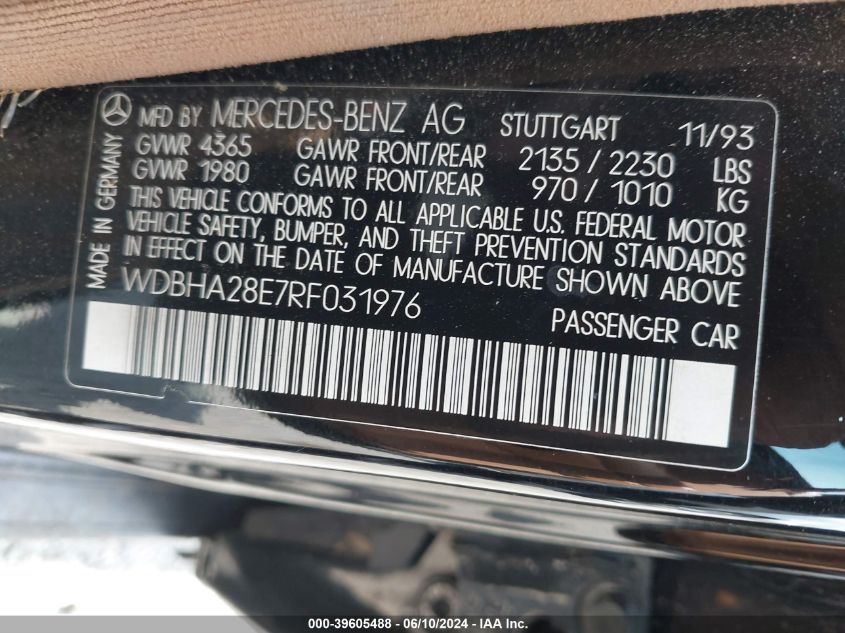 MFD BY MERCEDES-BENZ AG STUTTGART 11/93
GVWR 4365 GAWR FRONT/REAR 2135 / 2230 LBS
GVWR 1980 GAWR FRONT/REAR 970 / 1010 KG
THIS VEHICLE CONFORMS TO ALL APPLICABLE U.S. FEDERAL MOTOR
VEHICLE SAFETY, BUMPER, AND THEFT PREVENTION STANDARDS
IN EFFECT ON THE DATE OF MANUFACTURE SHOWN ABOVE
WDBHA28E7RF031976 PASSENGER CAR
MADE IN GERMANY
000-39605488 - 06/10/2024 - IAA, Inc.